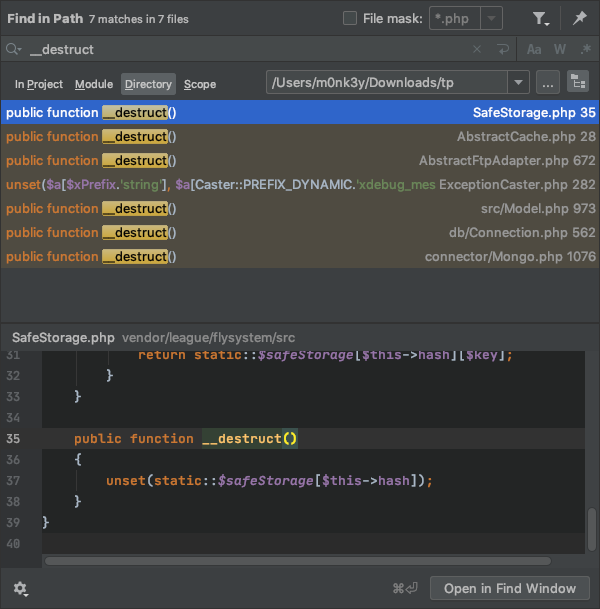 Find in Path 7 matches in 7 files File mask: *.php
__destruct Aa W .*
In Project Module Directory Scope /Users/m0nk3y/Downloads/tp ...
public function __destruct() SafeStorage.php 35
public function __destruct() AbstractCache.php 28
public function __destruct() AbstractFtpAdapter.php 672
unset($a[$xPrefix.'string'], $a[Caster::PREFIX_DYNAMIC.'xdebug_mes ExceptionCaster.php 282
public function __destruct() src/Model.php 973
public function __destruct() db/Connection.php 562
public function __destruct() connector/Mongo.php 1076
SafeStorage.php vendor/league/flysystem/src
31 return static::$safeStorage[$this->hash][$key];
32 }
33 }
34
35 public function __destruct()
36 {
37 unset(static::$safeStorage[$this->hash]);
38 }
39 }
40
⌘⏎ Open in Find Window